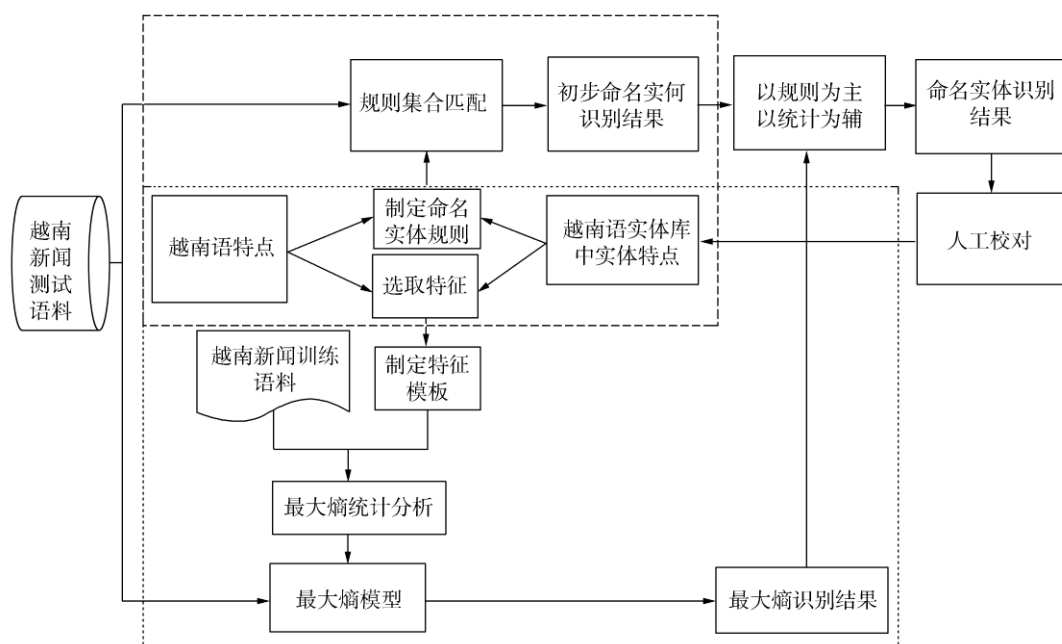 规则集合匹配
初步命名实何
识别结果
以规则为主
以统计为辅
命名实体识别
结果
越南
新闻
测试
语料
越南语特点
制定命名
实体规则
选取特征
越南语实体库
中实体特点
人工校对
越南新闻训练
语料
制定特征
模板
最大熵统计分析
最大熵模型
最大熵识别结果